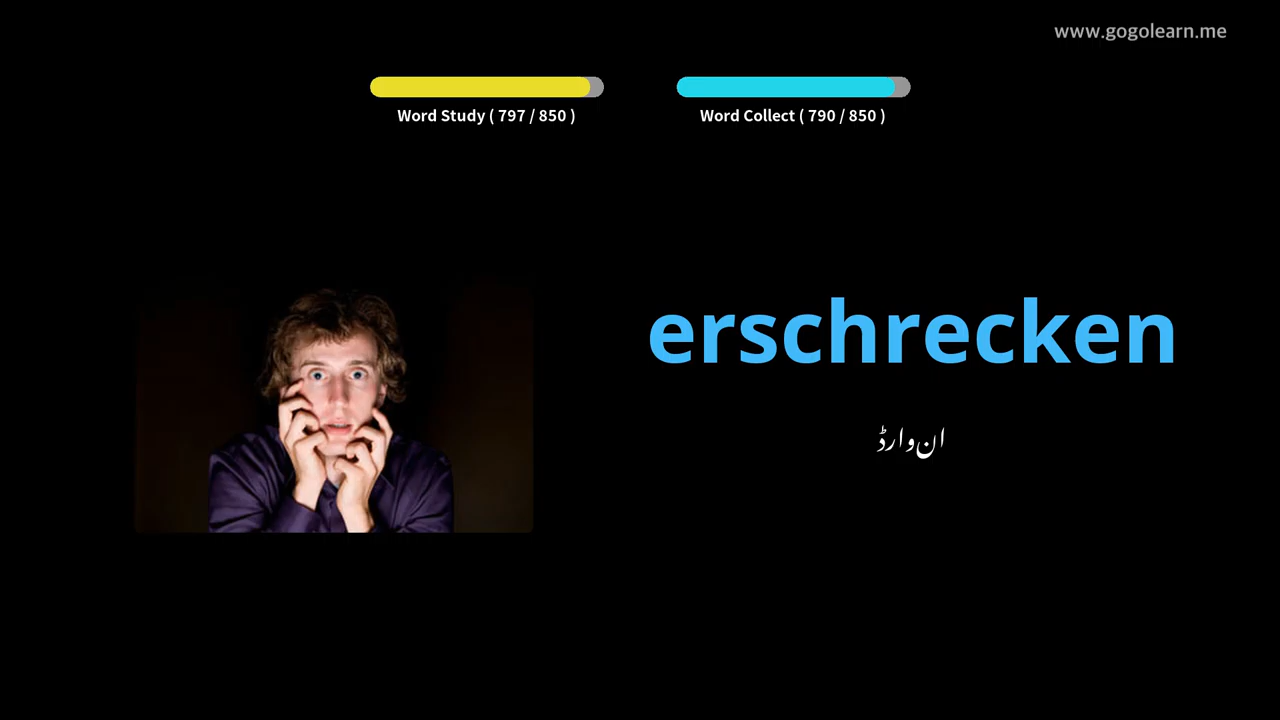 www.gogolearn.me
Word Study ( 797 / 850 )
Word Collect ( 790 / 850 )
erschrecken
ان‌وارڈ